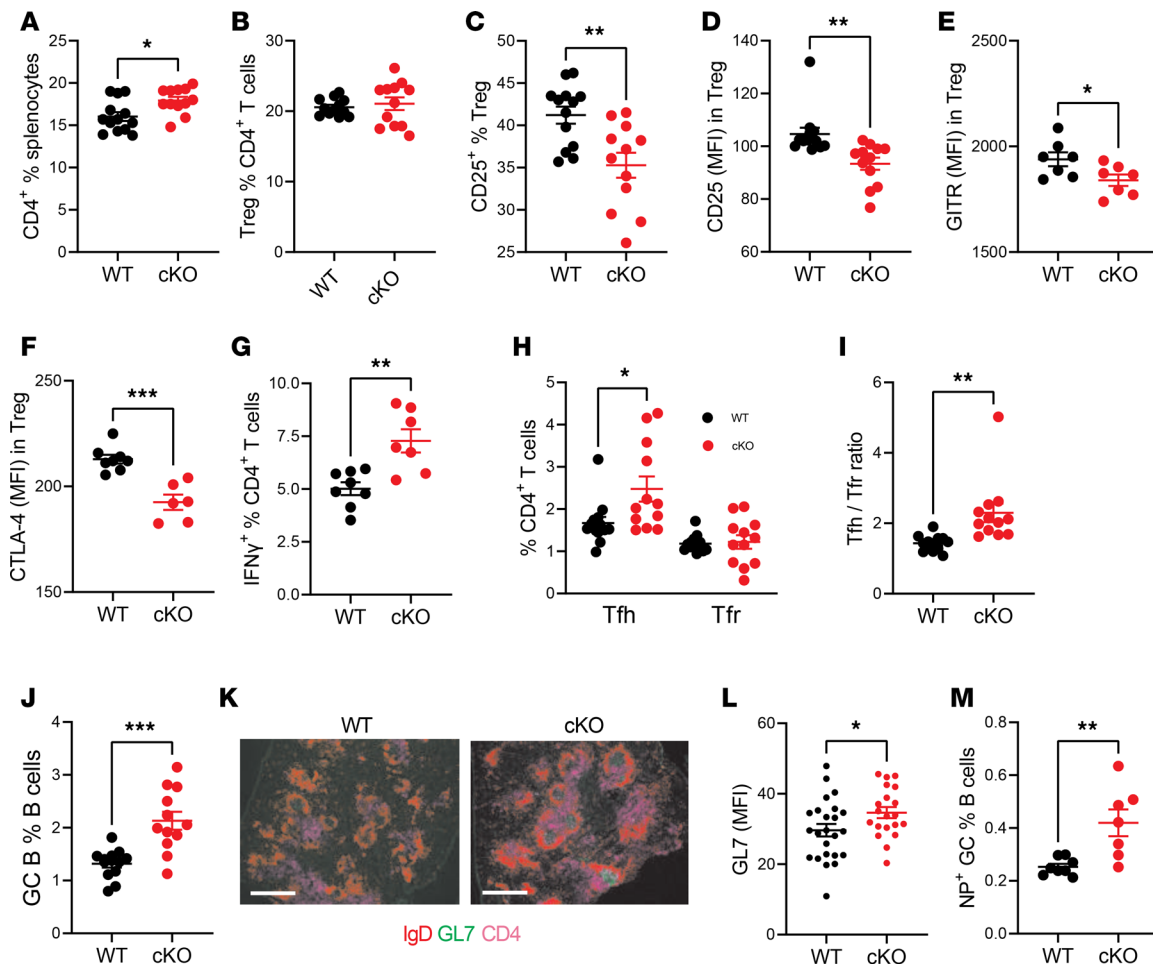 A
CD4+ % splenocytes
25
20
15
10
5
0
*
WT
cKO
B
Treg % CD4+ T cells
30
20
10
0
WT
cKO
C
CD25+ % Treg
50
45
40
35
30
25
**
WT
cKO
D
CD25 (MFI) in Treg
140
120
100
80
60
**
WT
cKO
E
GITR (MFI) in Treg
2500
2000
1500
*
WT
cKO
F
CTLA-4 (MFI) in Treg
250
200
150
***
WT
cKO
G
IFNγ+ % CD4+ T cells
10.0
7.5
5.0
2.5
0.0
**
WT
cKO
H
% CD4+ T cells
5
4
3
2
1
0
*
WT
cKO
Tfh
Tfr
I
Tfh / Tfr ratio
6
4
2
0
**
WT
cKO
J
GC B % B cells
4
3
2
1
0
***
WT
cKO
K
WT
cKO
IgD GL7 CD4
L
GL7 (MFI)
60
40
20
0
*
WT
cKO
M
NP+ GC % B cells
0.8
0.6
0.4
0.2
0.0
**
WT
cKO